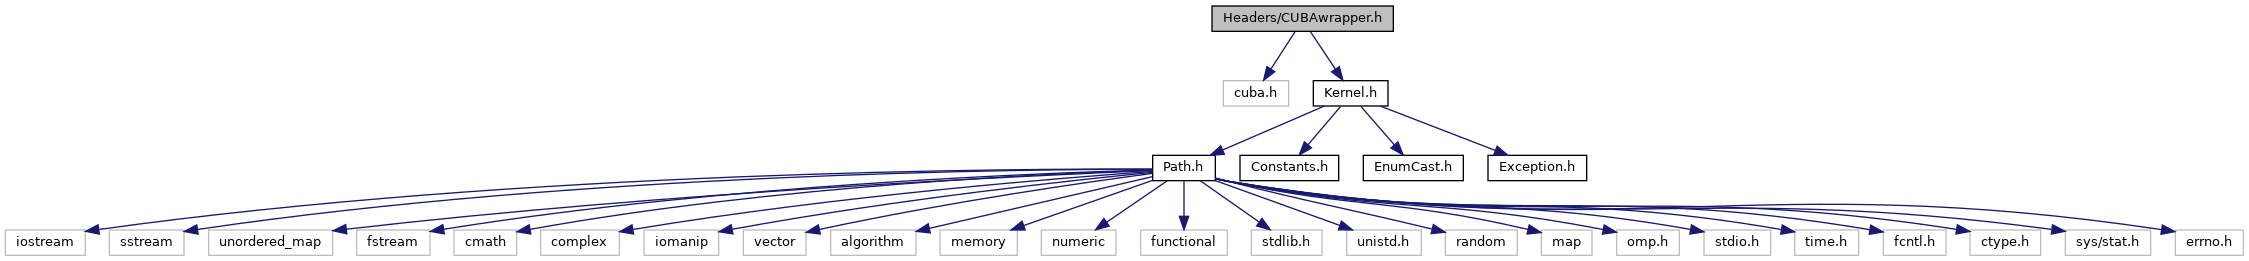 Headers/CUBAwrapper.h
cuba.h
Kernel.h
Path.h
Constants.h
EnumCast.h
Exception.h
iostream
sstream
unordered_map
fstream
cmath
complex
iomanip
vector
algorithm
memory
numeric
functional
stdlib.h
unistd.h
random
map
omp.h
stdio.h
time.h
fcntl.h
ctype.h
sys/stat.h
errno.h